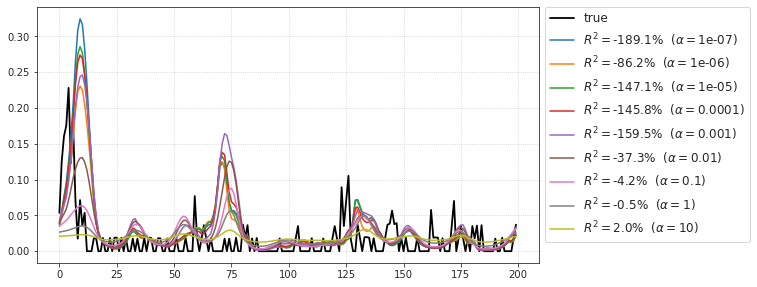 0.30
0.25
0.20
0.15
0.10
0.05
0.00
0 25 50 75 100 125 150 175 200
true
R² = -189.1% (α = 1e-07)
R² = -86.2% (α = 1e-06)
R² = -147.1% (α = 1e-05)
R² = -145.8% (α = 0.0001)
R² = -159.5% (α = 0.001)
R² = -37.3% (α = 0.01)
R² = -4.2% (α = 0.1)
R² = -0.5% (α = 1)
R² = 2.0% (α = 10)